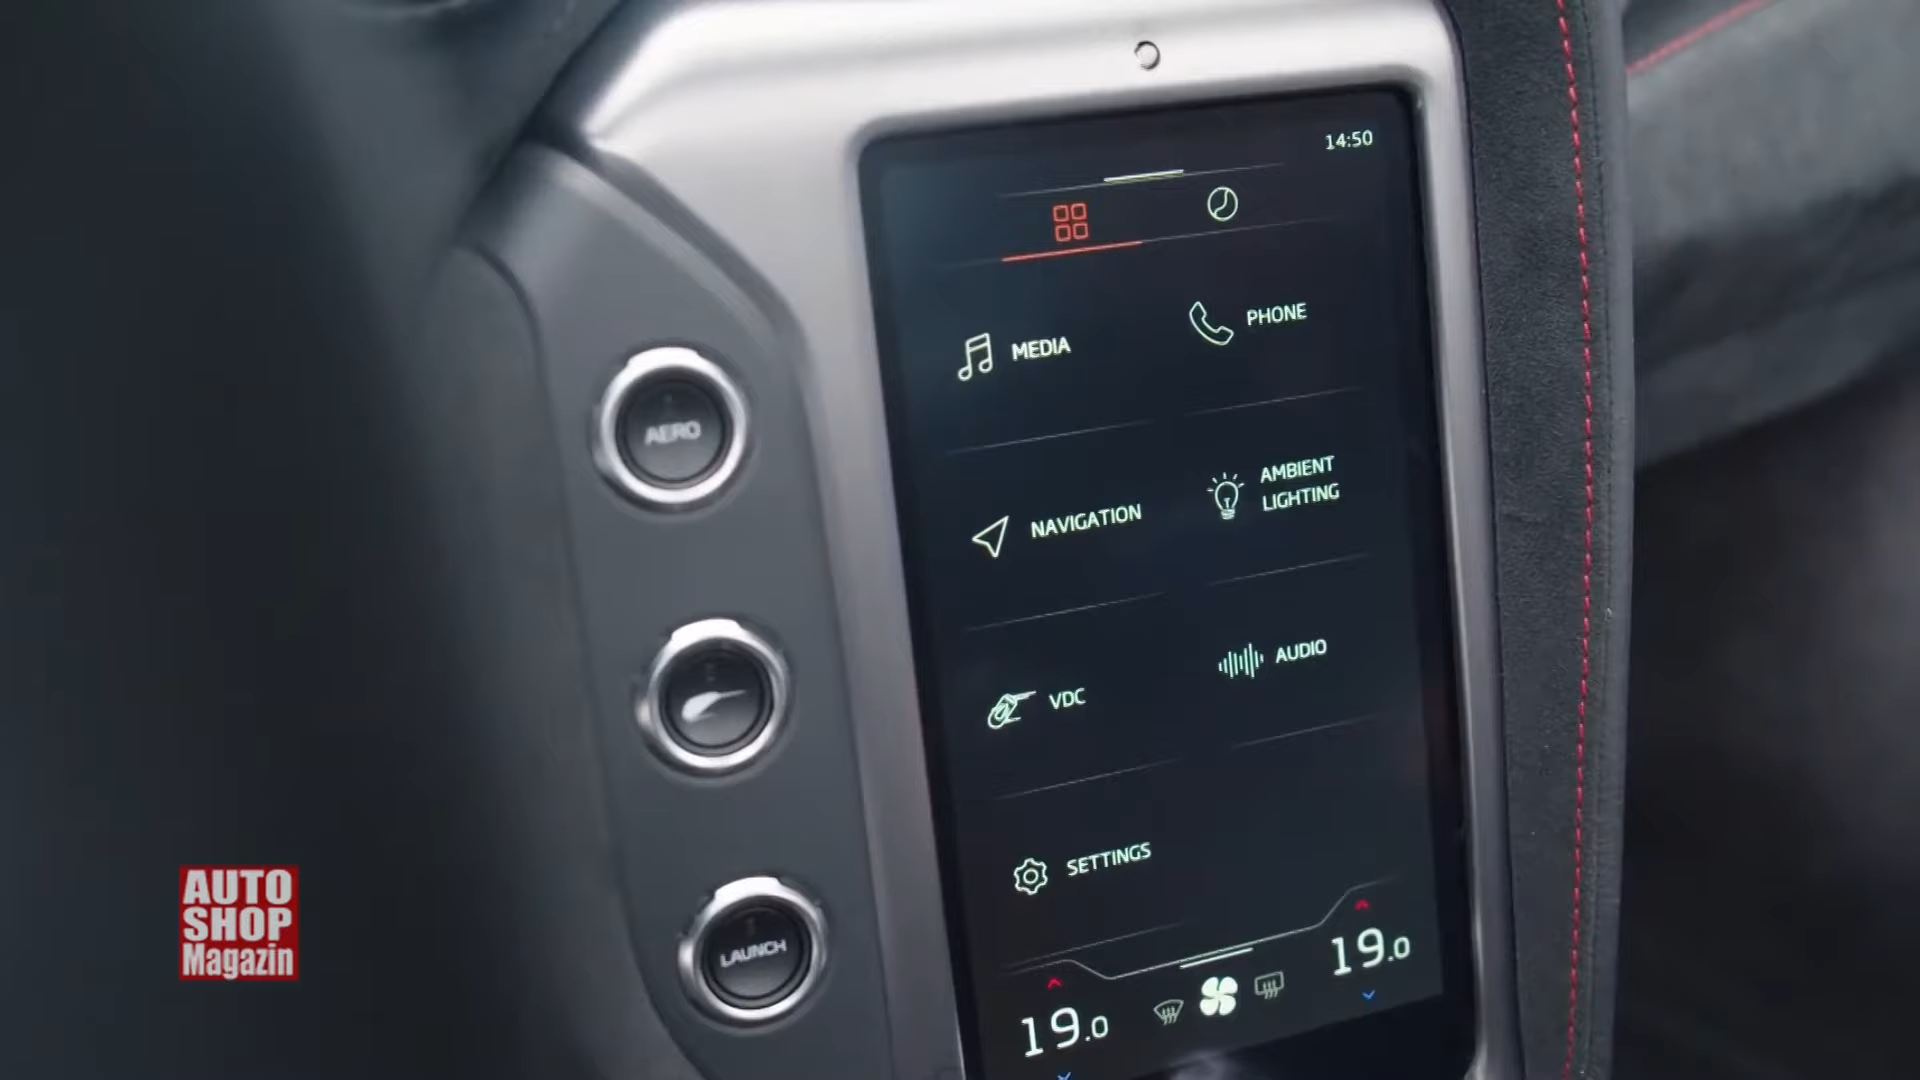 14:50
MEDIA
PHONE
NAVIGATION
AMBIENT
LIGHTING
VDC
AUDIO
SETTINGS
19.0
19.0
AERO
LAUNCH
AUTO
SHOP
Magazin